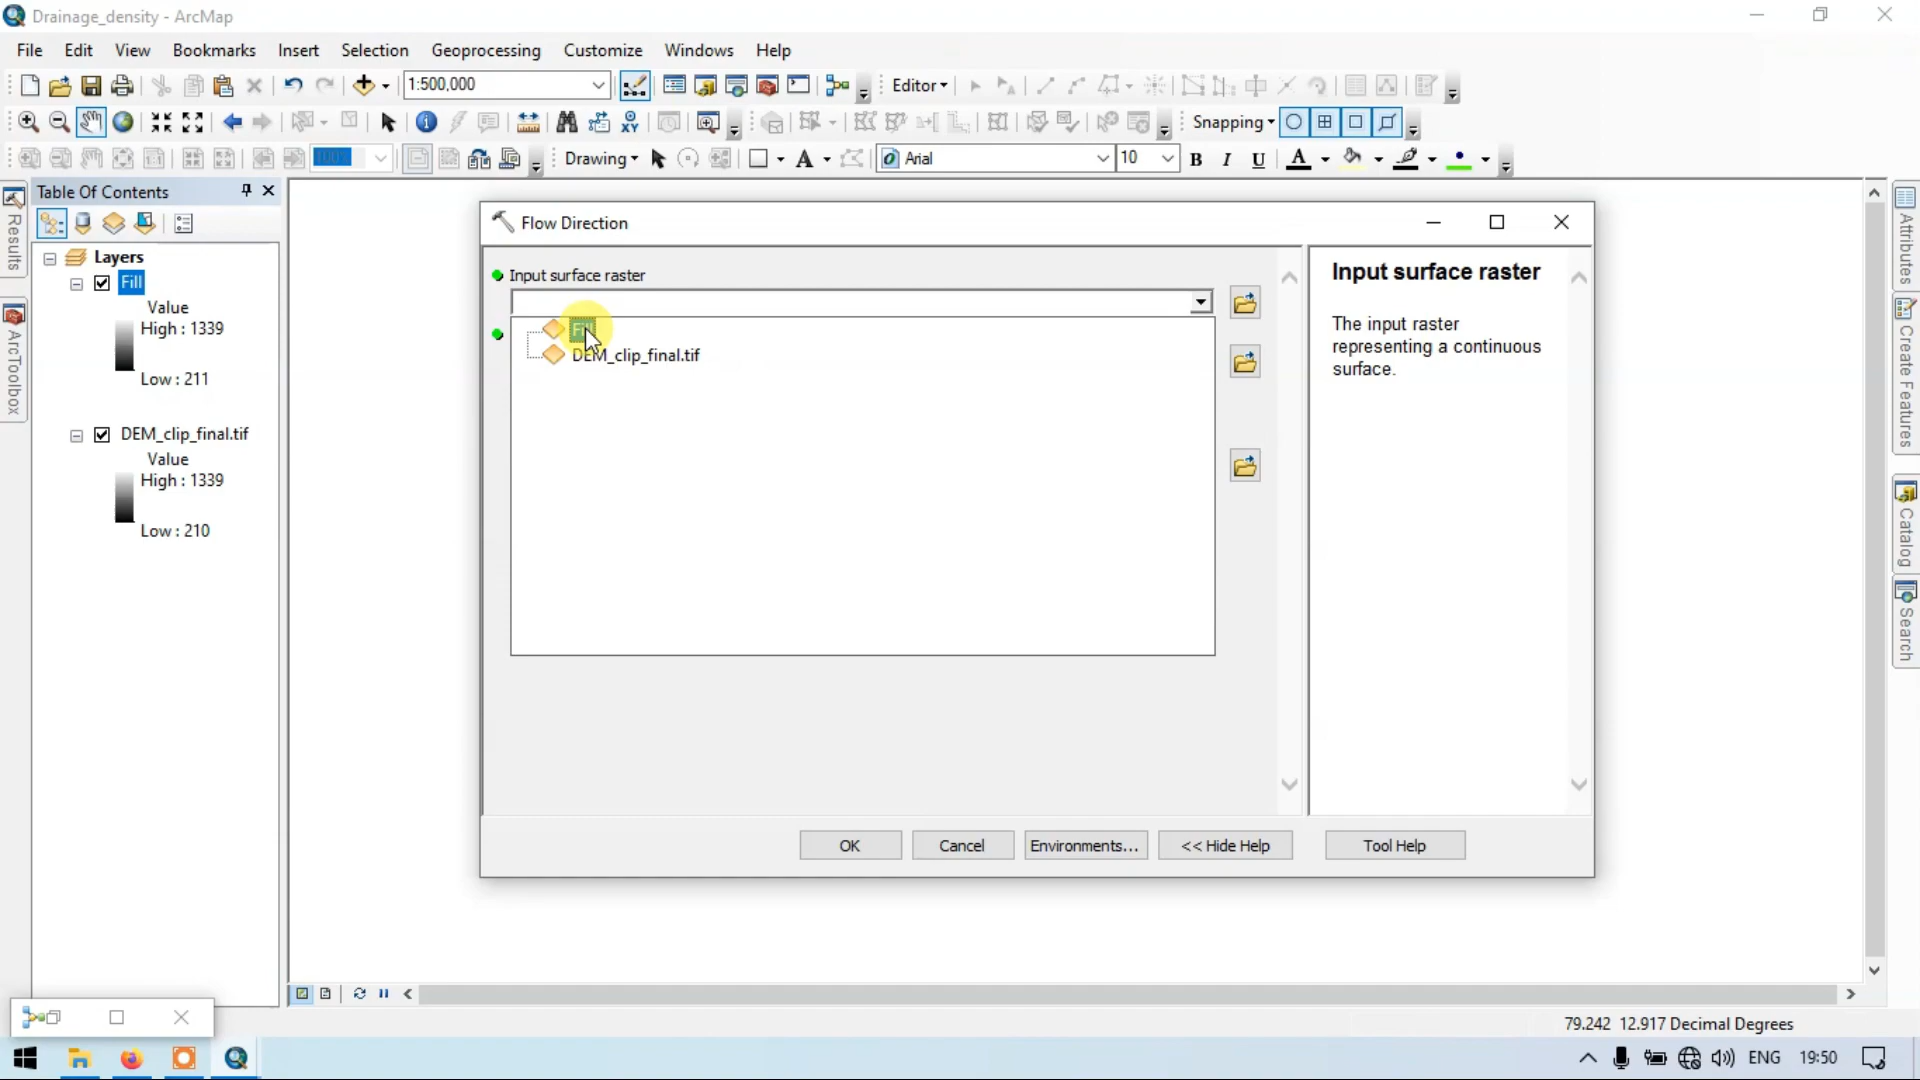 Drainage_density - ArcMap
File Edit View Bookmarks Insert Selection Geoprocessing Customize Windows Help
1:500,000
Editor
Snapping
100%
Drawing
A
Arial
10
B I U A
Table Of Contents
Results
ArcToolbox
Layers
Fill
Value
High : 1339
Low : 211
DEM_clip_final.tif
Value
High : 1339
Low : 210
Flow Direction
Input surface raster
Fill
DEM_clip_final.tif
Input surface raster
The input raster
representing a continuous
surface.
OK Cancel Environments... << Hide Help Tool Help
Attributes
Create Features
Catalog
Search
79.242 12.917 Decimal Degrees
ENG 19:50